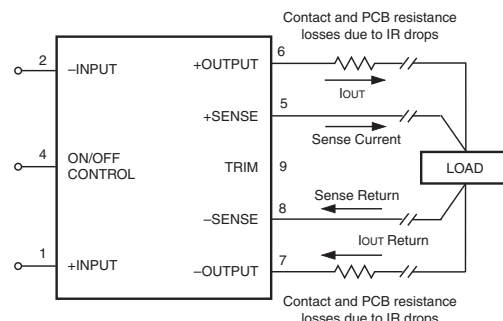 Contact and PCB resistance
losses due to IR drops
2
–INPUT
+OUTPUT
6
IOUT
5
+SENSE
Sense Current
4
ON/OFF
CONTROL
TRIM
9
LOAD
Sense Return
–SENSE
8
IOUT Return
1
+INPUT
–OUTPUT
7
Contact and PCB resistance
losses due to IR drops